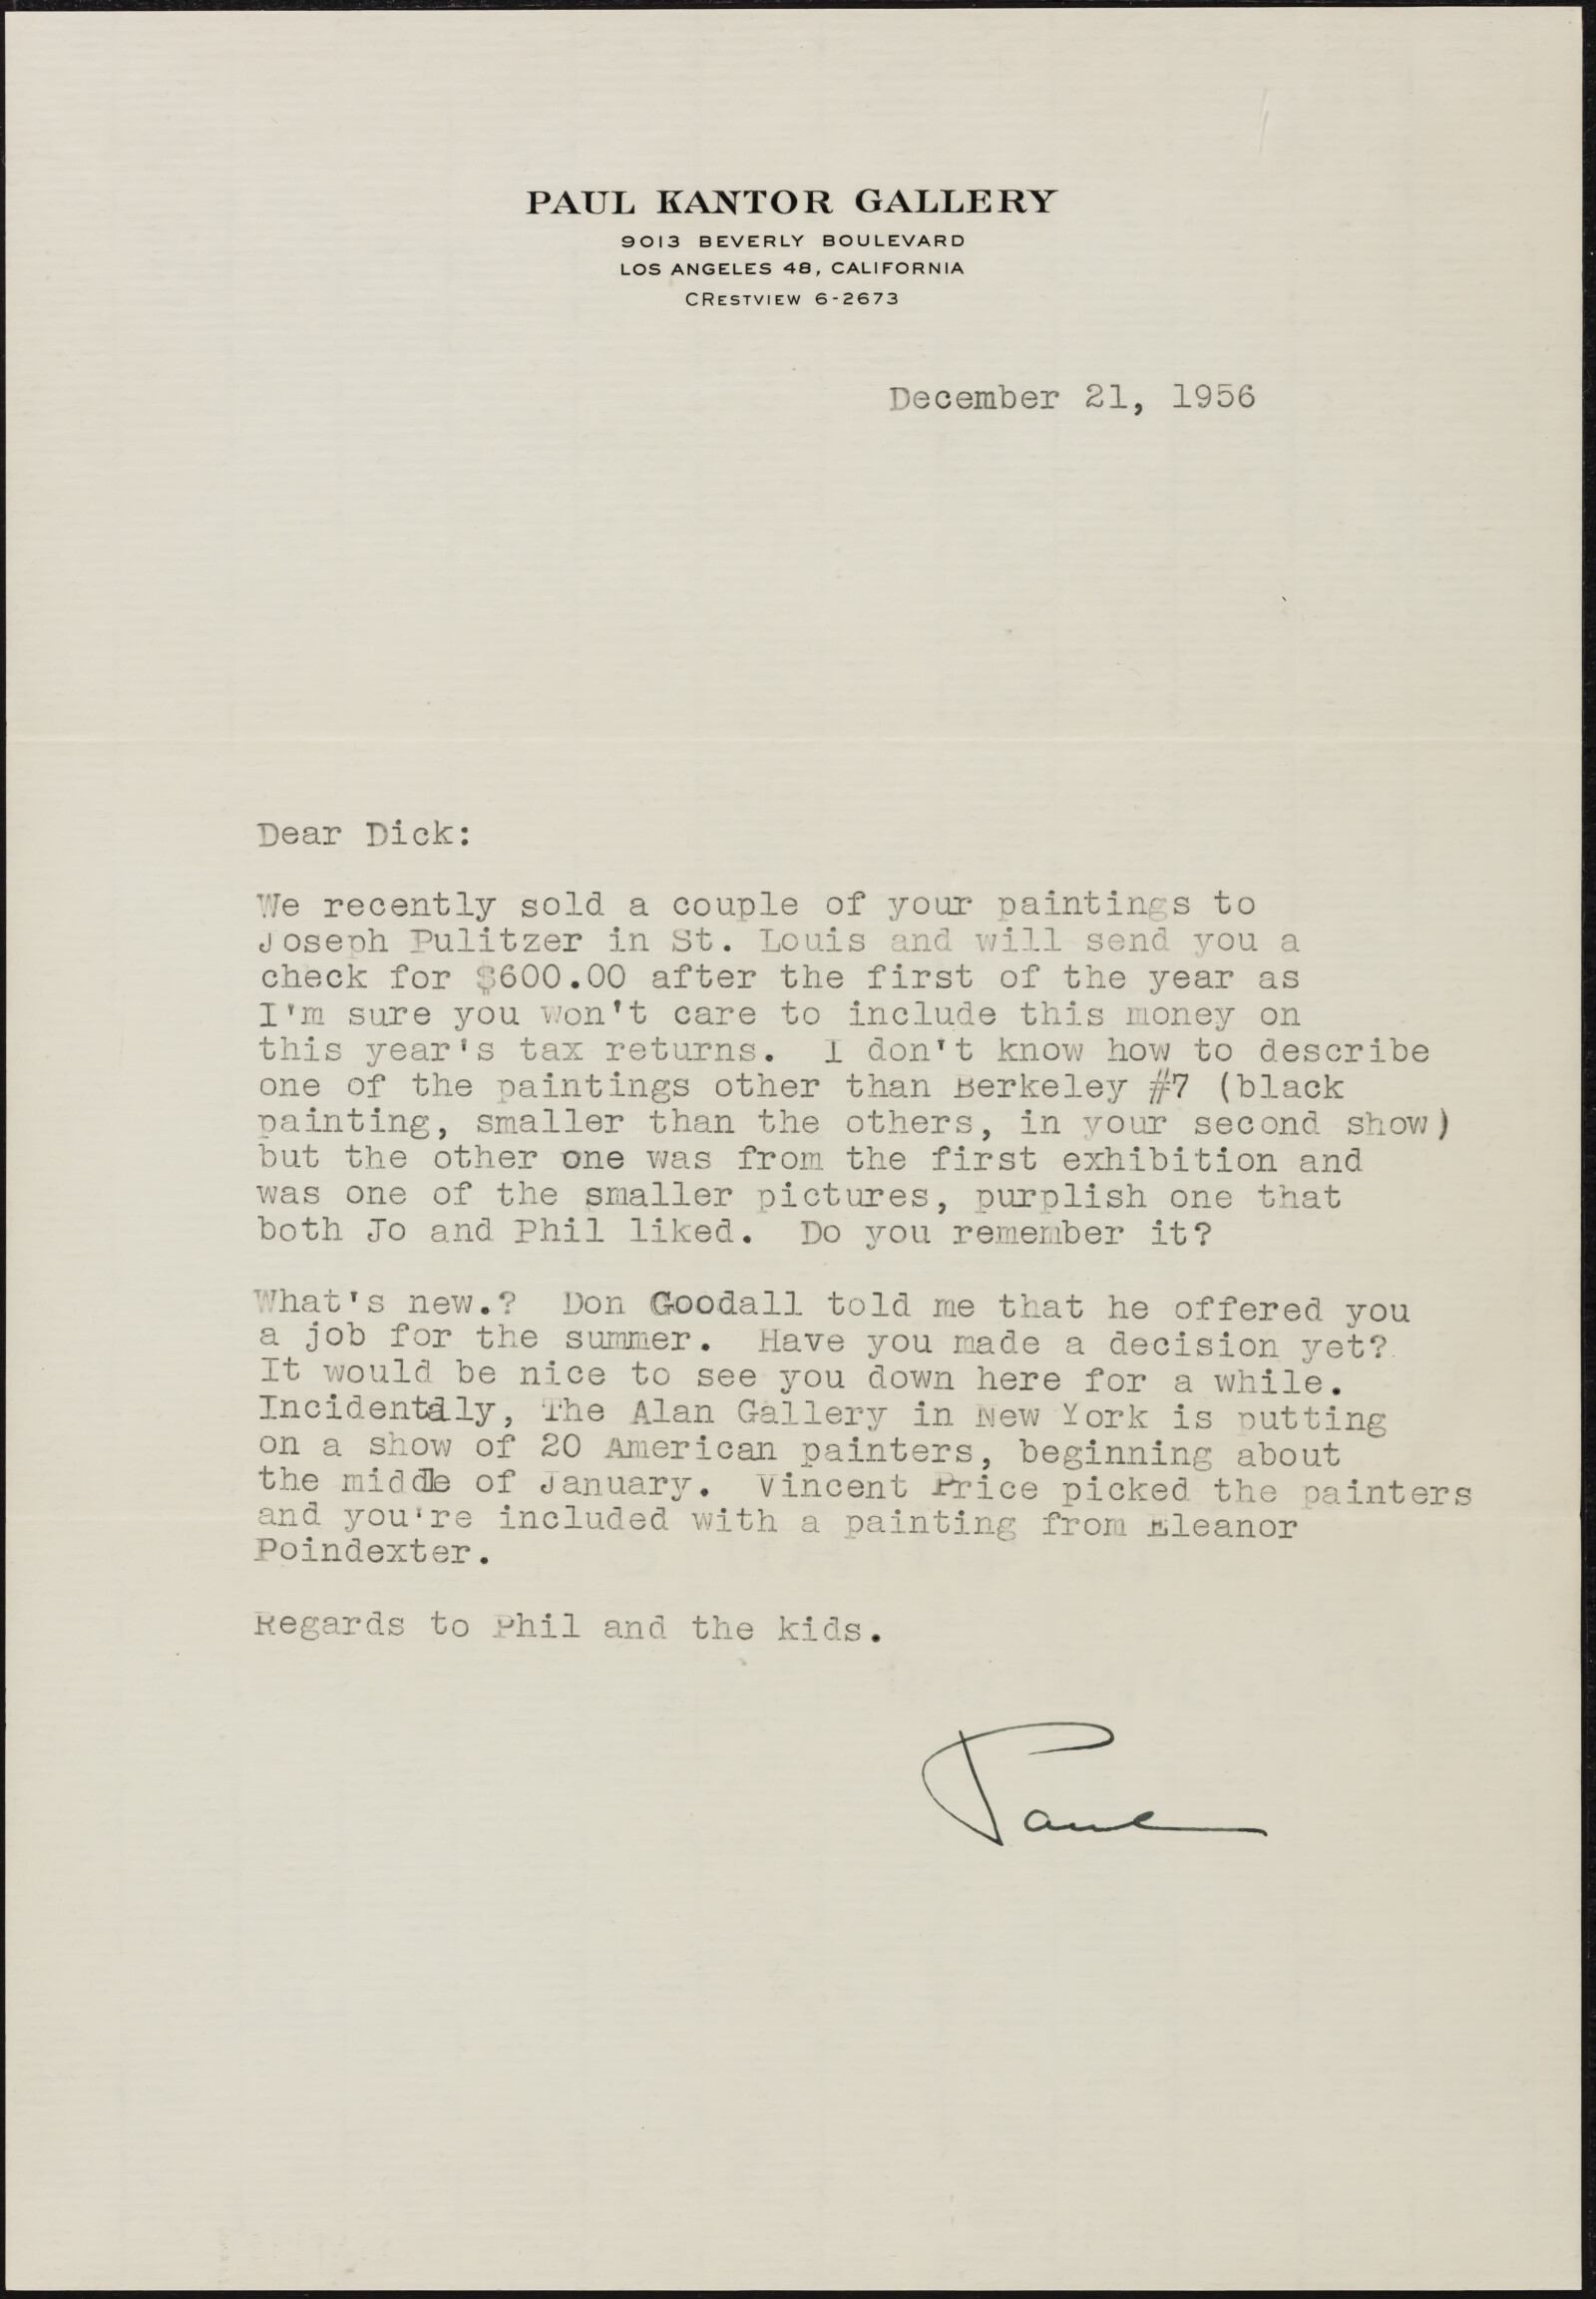 PAUL KANTOR GALLERY
9013 BEVERLY BOULEVARD
LOS ANGELES 48, CALIFORNIA
CRESTVIEW 6-2673
December 21, 1956
Dear Dick:
We recently sold a couple of your paintings to
Joseph Pulitzer in St. Louis and will send you a
check for $600.00 after the first of the year as
I'm sure you won't care to include this money on
this year's tax returns. I don't know how to describe
one of the paintings other than Berkeley #7 (black
painting, smaller than the others, in your second show)
but the other one was from the first exhibition and
was one of the smaller pictures, purplish one that
both Jo and Phil liked. Do you remember it?
What's new.? Don Goodall told me that he offered you
a job for the summer. Have you made a decision yet?
It would be nice to see you down here for a while.
Incidentally, The Alan Gallery in New York is putting
on a show of 20 American painters, beginning about
the middle of January. Vincent Price picked the painters
and you're included with a painting from Eleanor
Poindexter.
Regards to Phil and the kids.
Paul